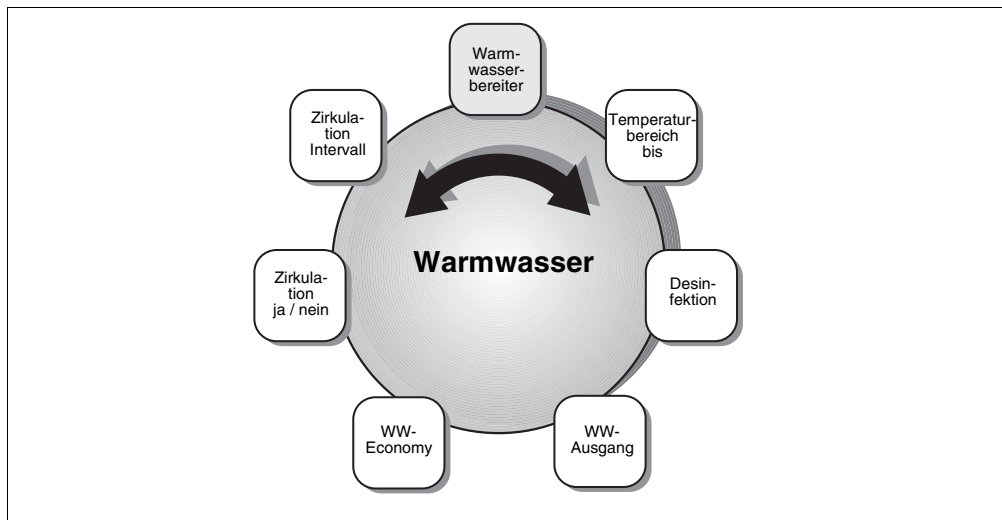 Warm-
wasser-
bereiter
Zirkula-
tion
Intervall
Temperatur-
bereich
bis
Warmwasser
Zirkula-
tion
ja / nein
Desin-
fektion
WW-
Economy
WW-
Ausgang